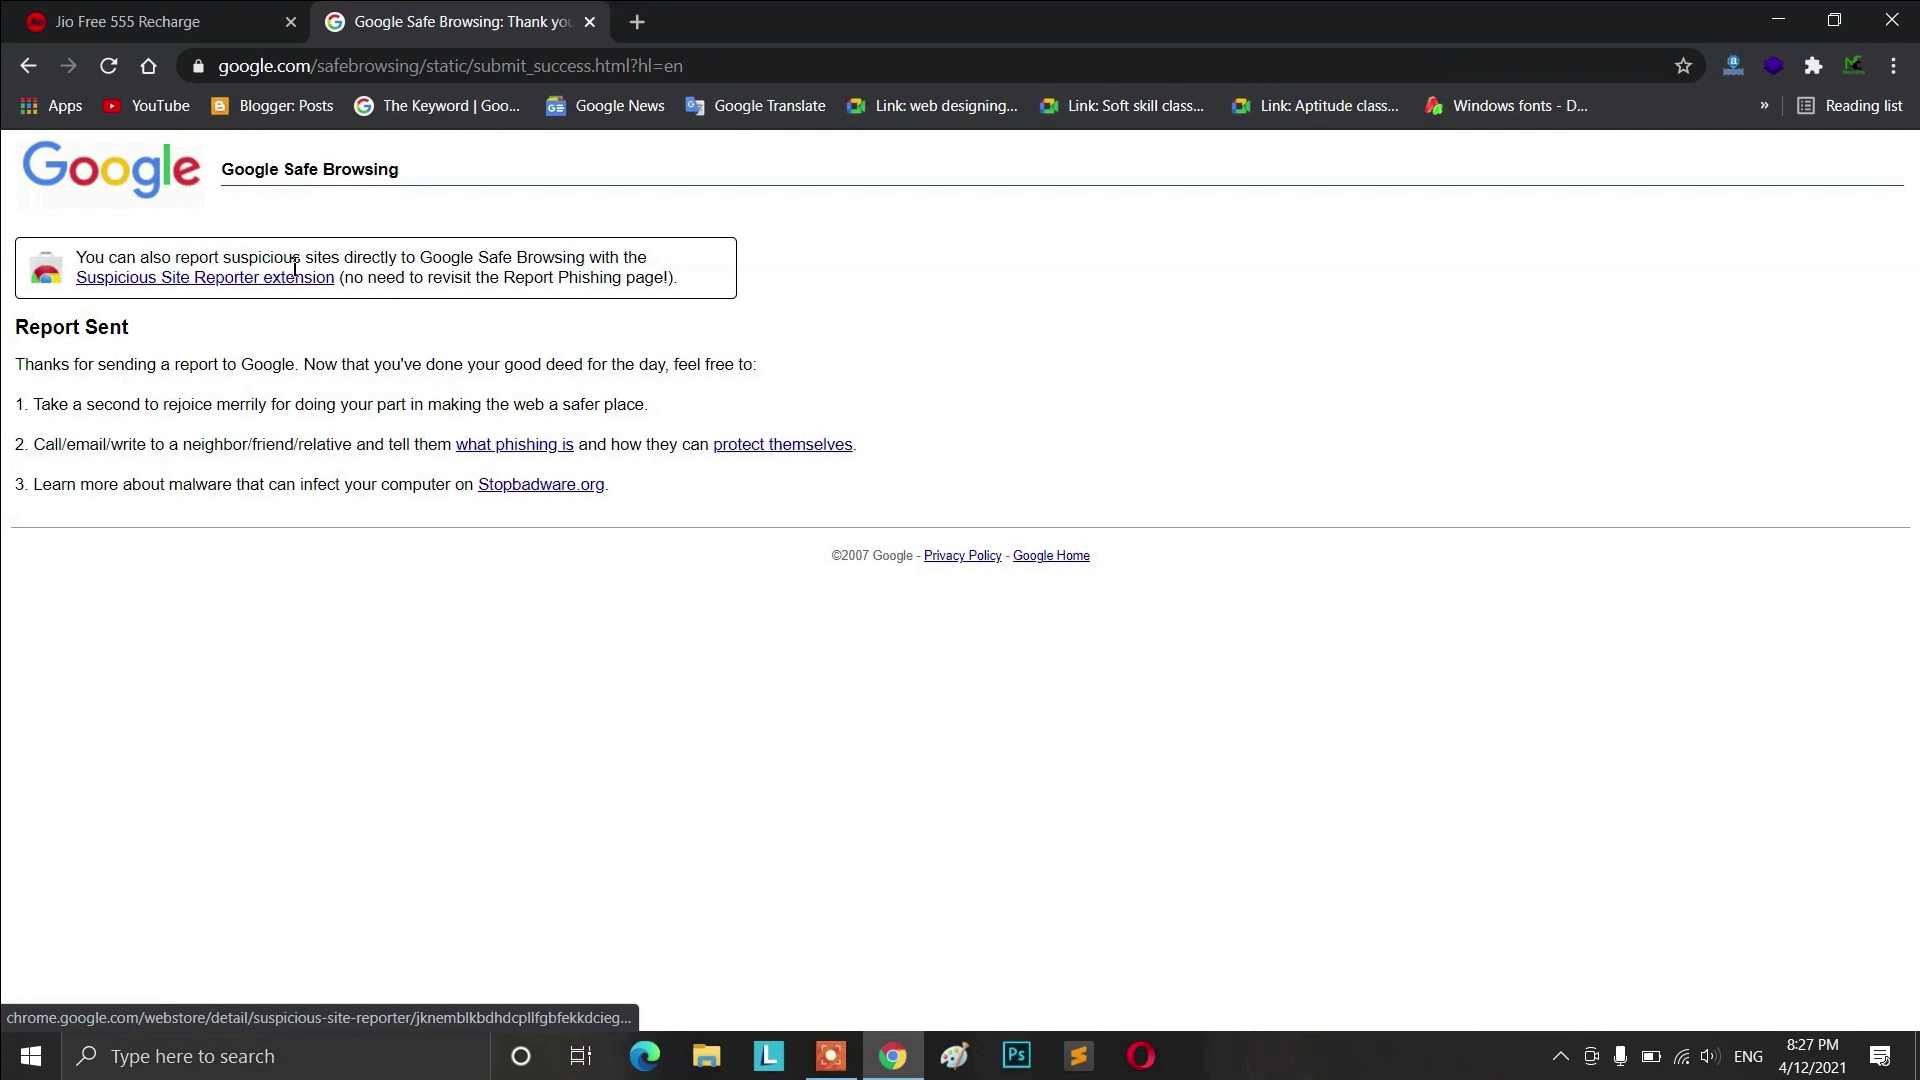 Jio Free 555 Recharge
Google Safe Browsing: Thank you
google.com/safebrowsing/static/submit_success.html?hl=en
Apps YouTube Blogger: Posts The Keyword | Goo... Google News Google Translate Link: web designing... Link: Soft skill class... Link: Aptitude class... Windows fonts - D... » Reading list
Google
Google Safe Browsing
You can also report suspicious sites directly to Google Safe Browsing with the
Suspicious Site Reporter extension (no need to revisit the Report Phishing page!).
Report Sent
Thanks for sending a report to Google. Now that you've done your good deed for the day, feel free to:
1. Take a second to rejoice merrily for doing your part in making the web a safer place.
2. Call/email/write to a neighbor/friend/relative and tell them what phishing is and how they can protect themselves.
3. Learn more about malware that can infect your computer on Stopbadware.org.
©2007 Google - Privacy Policy - Google Home
chrome.google.com/webstore/detail/suspicious-site-reporter/jknemblkbdhdcpllfgbfekkdcieg...
Type here to search
L
Ps
ENG
8:27 PM
4/12/2021